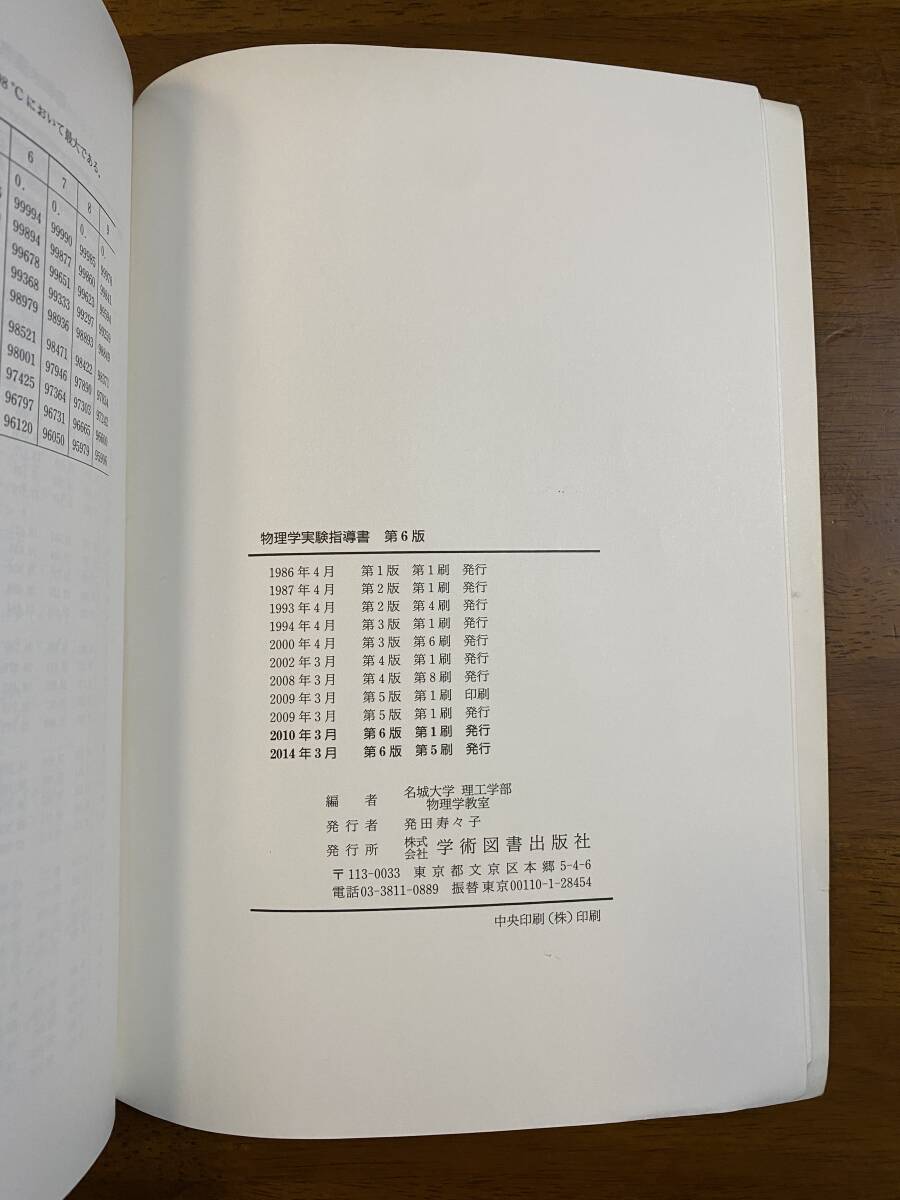 ℃において最大である。
6 7 8 9
0. 0. 0. 0.
99994 99990 99985 99978
99894 99877 99860 99841
99678 99651 99623 99594
99368 99333 99297 99259
98979 98936 98893 98849
98521 98471 98422 98371
98001 97946 97890 97834
97425 97364 97303 97242
96797 96731 96665 96600
96120 96050 95979 95906
物理学実験指導書 第6版
1986年4月 第1版 第1刷 発行
1987年4月 第2版 第1刷 発行
1993年4月 第2版 第4刷 発行
1994年4月 第3版 第1刷 発行
2000年4月 第3版 第6刷 発行
2002年3月 第4版 第1刷 発行
2008年3月 第4版 第8刷 発行
2009年3月 第5版 第1刷 印刷
2009年3月 第5版 第1刷 発行
2010年3月 第6版 第1刷 発行
2014年3月 第6版 第5刷 発行
編者 名城大学 理工学部
物理学教室
発行者 発田寿々子
発行所 株式会社 学術図書出版社
〒113-0033 東京都文京区本郷5-4-6
電話03-3811-0889 振替東京00110-1-28454
中央印刷(株)印刷